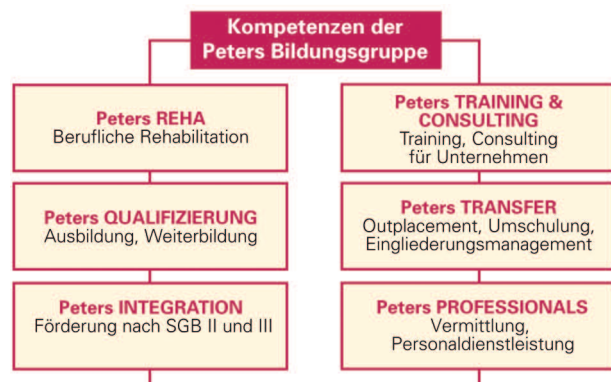 Kompetenzen der
Peters Bildungsgruppe
Peters REHA
Berufliche Rehabilitation
Peters QUALIFIZIERUNG
Ausbildung, Weiterbildung
Peters INTEGRATION
Förderung nach SGB II und III
Peters TRAINING &
CONSULTING
Training, Consulting
für Unternehmen
Peters TRANSFER
Outplacement, Umschulung,
Eingliederungsmanagement
Peters PROFESSIONALS
Vermittlung,
Personaldienstleistung